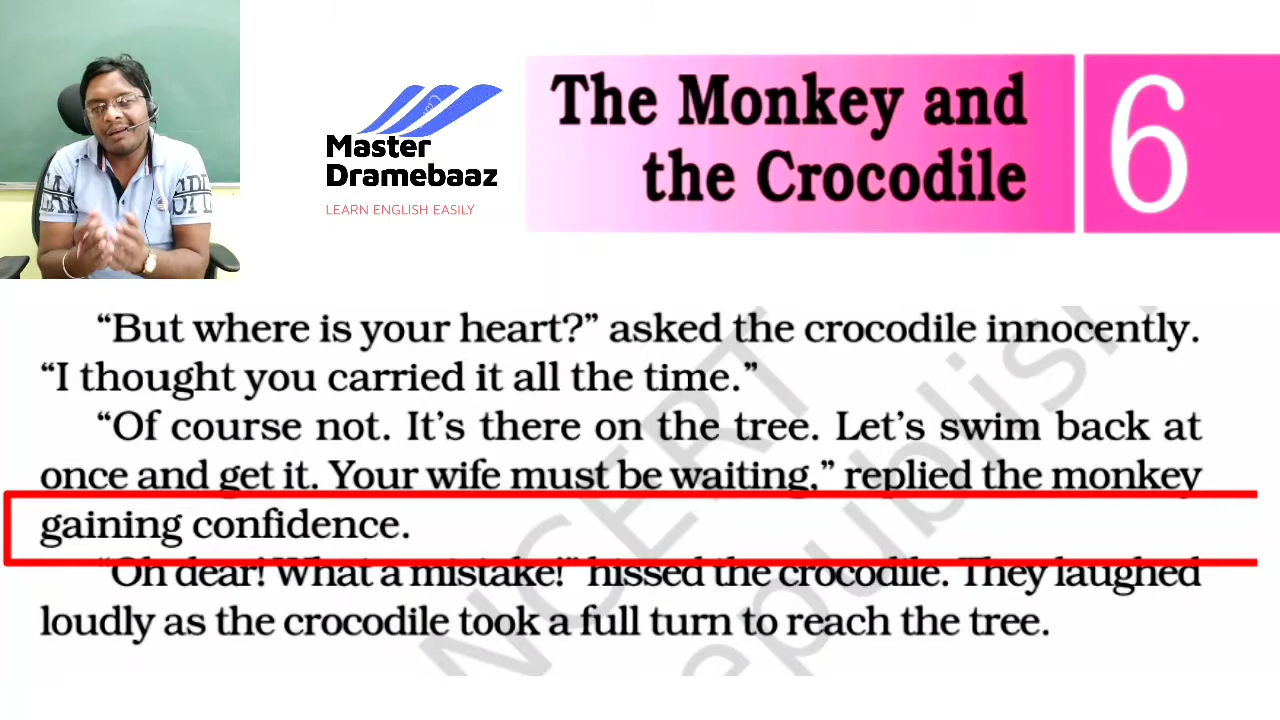 Master
Dramebaaz
LEARN ENGLISH EASILY
The Monkey and
the Crocodile
6
“But where is your heart?” asked the crocodile innocently.
“I thought you carried it all the time.”
“Of course not. It’s there on the tree. Let’s swim back at
once and get it. Your wife must be waiting,” replied the monkey
gaining confidence.
“Oh dear! What a mistake!” hissed the crocodile. They laughed
loudly as the crocodile took a full turn to reach the tree.
NCERT
republish